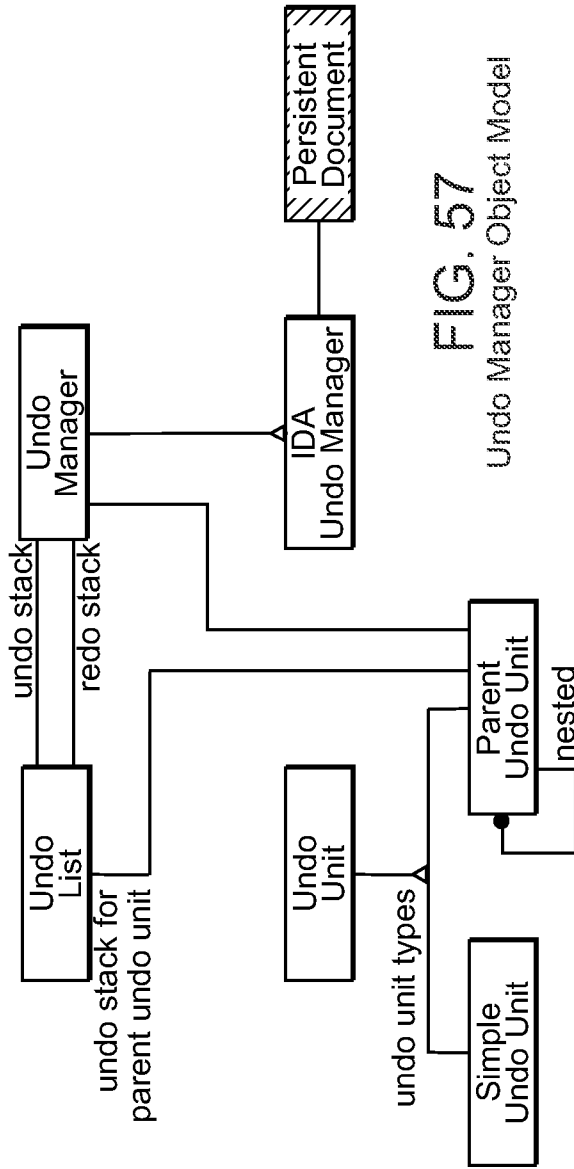 undo stack
Undo
List
Undo
Manager
redo stack
undo stack for
parent undo unit
Undo
Unit
IDA
Undo Manager
Persistent
Document
undo unit types
Simple
Undo Unit
Parent
Undo Unit
nested
FIG. 57
Undo Manager Object Model